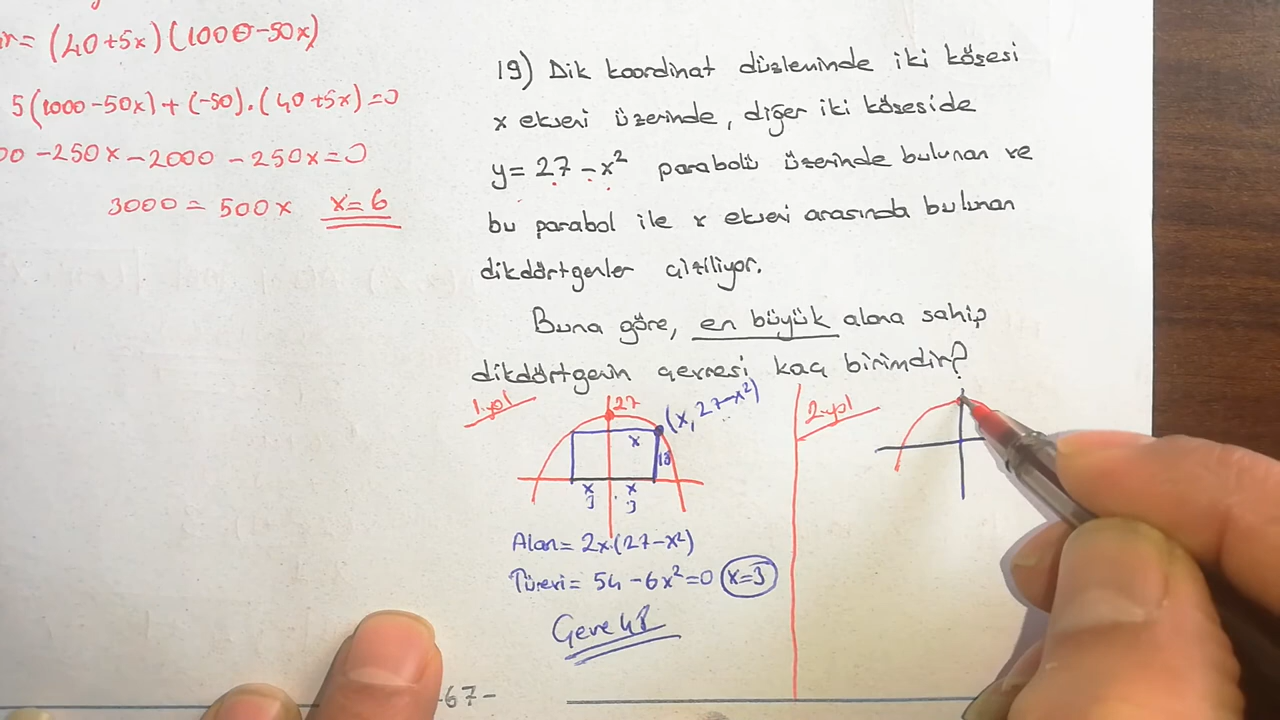 = (40+5x)(1000-50x)
5(1000-50x)+(-50).(40+5x)=0
-250x-2000-250x=0
3000=500x x=6
19) Dik koordinat düzleminde iki köşesi
x ekseni üzerinde, diğer iki köşeside
y=27-x² parabolü üzerinde bulunan ve
bu parabol ile x ekseni arasında bulunan
dikdörtgenler çiziliyor.
Buna göre, en büyük alana sahip
dikdörtgenin çevresi kaç birimdir?
1.yol
27
(x, 27-x²)
x
18
x x
3 3
Alan= 2x.(27-x²)
Türevi= 54-6x²=0 x=3
Çevre 48
2.yol
67-